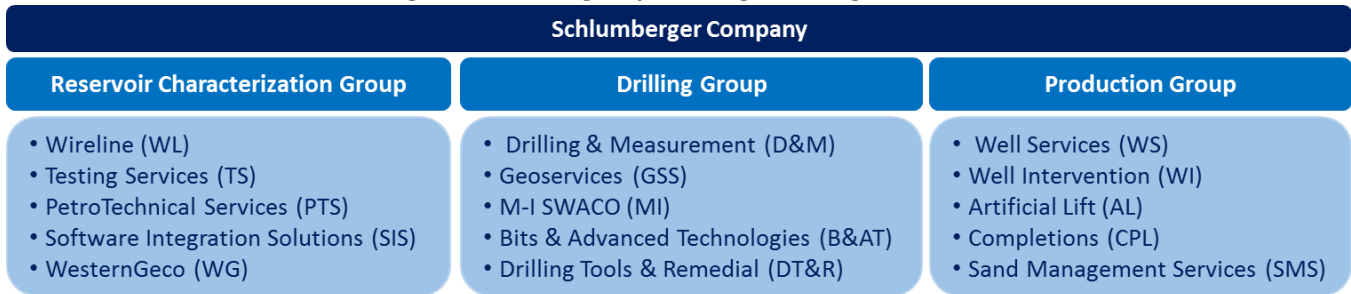 Schlumberger Company
Reservoir Characterization Group
• Wireline (WL)
• Testing Services (TS)
• PetroTechnical Services (PTS)
• Software Integration Solutions (SIS)
• WesternGeco (WG)
Drilling Group
• Drilling & Measurement (D&M)
• Geoservices (GSS)
• M-I SWACO (MI)
• Bits & Advanced Technologies (B&AT)
• Drilling Tools & Remedial (DT&R)
Production Group
• Well Services (WS)
• Well Intervention (WI)
• Artificial Lift (AL)
• Completions (CPL)
• Sand Management Services (SMS)